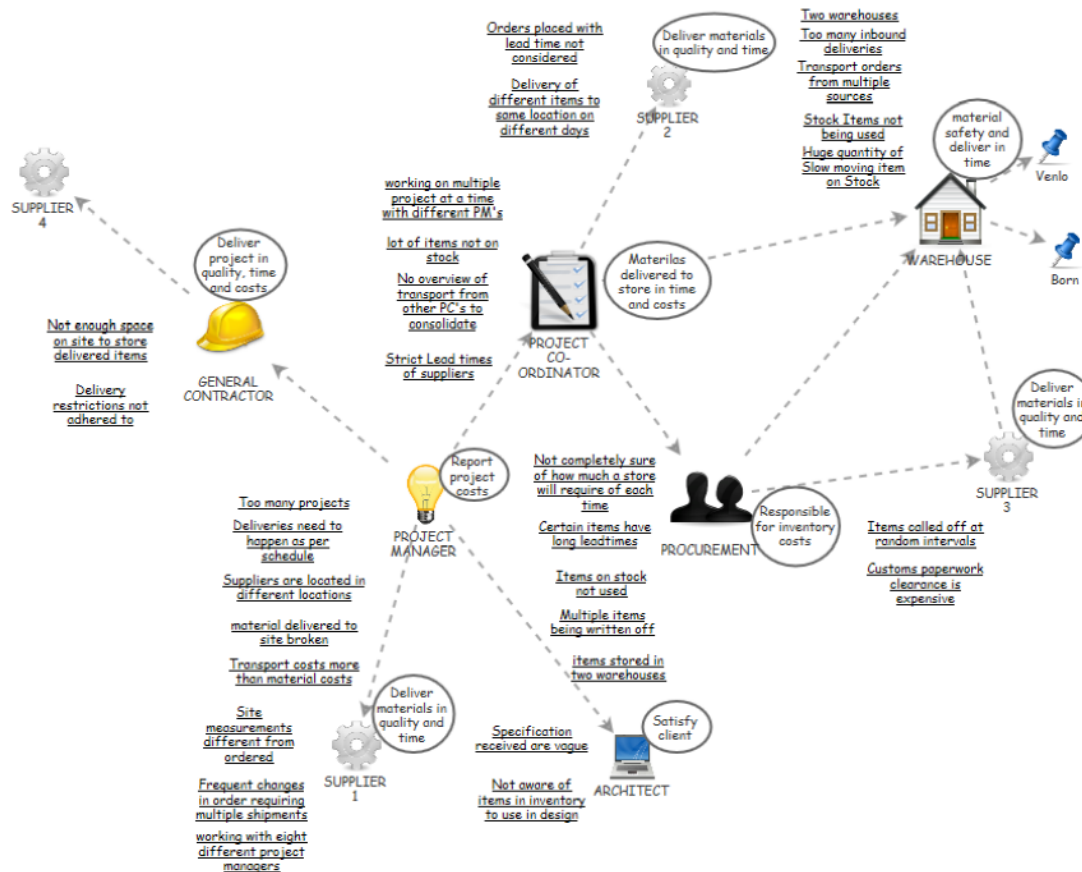 Orders placed with
lead time not
considered
Delivery of
different items to
same location on
different days
Deliver materials
in quality and time
SUPPLIER
2
Two warehouses
Too many inbound
deliveries
Transport orders
from multiple
sources
Stock Items not
being used
Huge quantity of
Slow moving item
on Stock
material
safety and
deliver in
time
Venlo
WAREHOUSE
Born
SUPPLIER
4
Deliver
project in
quality, time
and costs
Not enough space
on site to store
delivered items
Delivery
restrictions not
adhered to
GENERAL
CONTRACTOR
working on multiple
project at a time
with different PM's
lot of items not on
stock
No overview of
transport from
other PC's to
consolidate
Strict Lead times
of suppliers
Materilas
delivered to
store in time
and costs
PROJECT
CO-
ORDINATOR
Report
project
costs
PROJECT
MANAGER
Too many projects
Deliveries need to
happen as per
schedule
Suppliers are located in
different locations
material delivered to
site broken
Transport costs more
than material costs
Not completely sure
of how much a store
will require of each
time
Certain items have
long leadtimes
Items on stock
not used
Multiple items
being written off
items stored in
two warehouses
PROCUREMENT
Responsible
for inventory
costs
Deliver
materials in
quality and
time
SUPPLIER
3
Items called off at
random intervals
Customs paperwork
clearance is
expensive
Site
measurements
different from
ordered
Frequent changes
in order requiring
multiple shipments
working with eight
different project
managers
Deliver
materials in
quality and
time
SUPPLIER
1
Specification
received are vague
Not aware of
items in inventory
to use in design
Satisfy
client
ARCHITECT